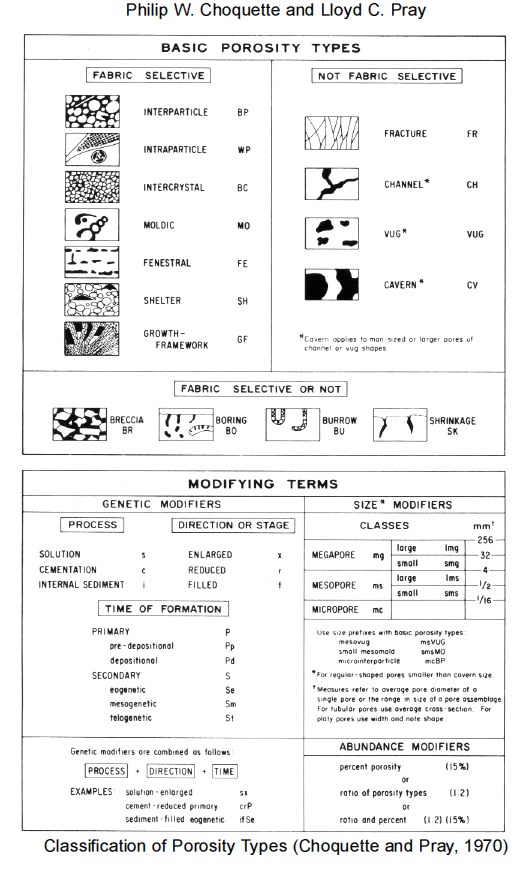 Philip W. Choquette and Lloyd C. Pray
BASIC POROSITY TYPES
FABRIC SELECTIVE
INTERPARTICLE BP
INTRAPARTICLE WP
INTERCRYSTAL BC
MOLDIC MO
FENESTRAL FE
SHELTER SH
GROWTH-
FRAMEWORK GF
NOT FABRIC SELECTIVE
FRACTURE FR
CHANNEL* CH
VUG* VUG
CAVERN* CV
*Cavern applies to man-sized or larger pores of
channel or vug shapes
FABRIC SELECTIVE OR NOT
BRECCIA
BR
BORING
BO
BURROW
BU
SHRINKAGE
SK
MODIFYING TERMS
GENETIC MODIFIERS
PROCESS DIRECTION OR STAGE
SOLUTION s ENLARGED x
CEMENTATION c REDUCED r
INTERNAL SEDIMENT i FILLED f
TIME OF FORMATION
PRIMARY P
pre-depositional Pp
depositional Pd
SECONDARY S
eogenetic Se
mesogenetic Sm
telogenetic St
Genetic modifiers are combined as follows:
PROCESS + DIRECTION + TIME
EXAMPLES: solution-enlarged sx
cement-reduced primary crP
sediment-filled eogenetic ifSe
SIZE* MODIFIERS
CLASSES mm†
256
MEGAPORE mg large lmg
32
small smg
4
MESOPORE ms large lms
1/2
small sms
1/16
MICROPORE mc
Use size prefixes with basic porosity types:
mesovug msVUG
small mesomold smsMO
microinterparticle mcBP
*For regular-shaped pores smaller than cavern size.
†Measures refer to average pore diameter of a
single pore or the range in size of a pore assemblage.
For tubular pores use average cross-section. For
platy pores use width and note shape.
ABUNDANCE MODIFIERS
percent porosity (15%)
or
ratio of porosity types (1:2)
or
ratio and percent (1:2) (15%)
Classification of Porosity Types (Choquette and Pray, 1970)